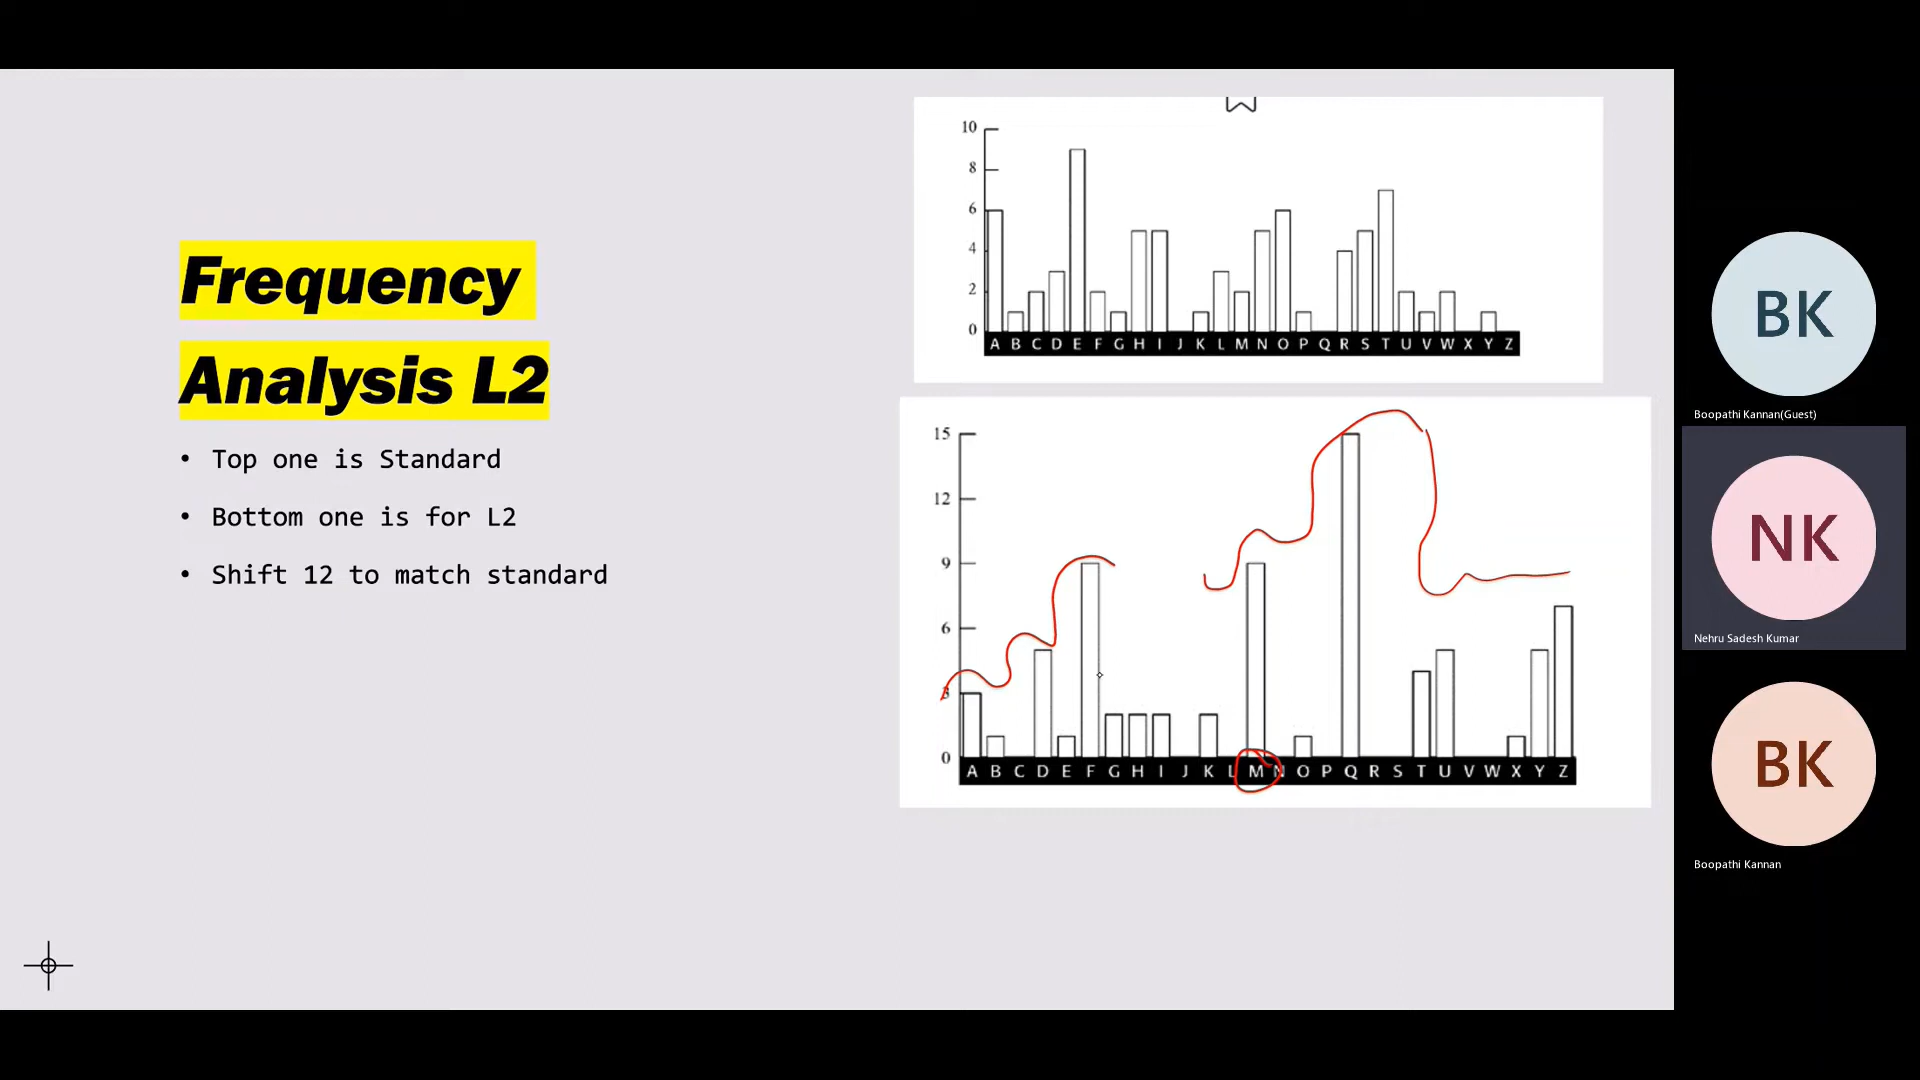 Frequency
Analysis L2
• Top one is Standard
• Bottom one is for L2
• Shift 12 to match standard
10
8
6
4
2
0
A B C D E F G H I J K L M N O P Q R S T U V W X Y Z
15
12
9
6
3
0
A B C D E F G H I J K L M N O P Q R S T U V W X Y Z
BK
Boopathi Kannan(Guest)
NK
Nehru Sadesh Kumar
BK
Boopathi Kannan